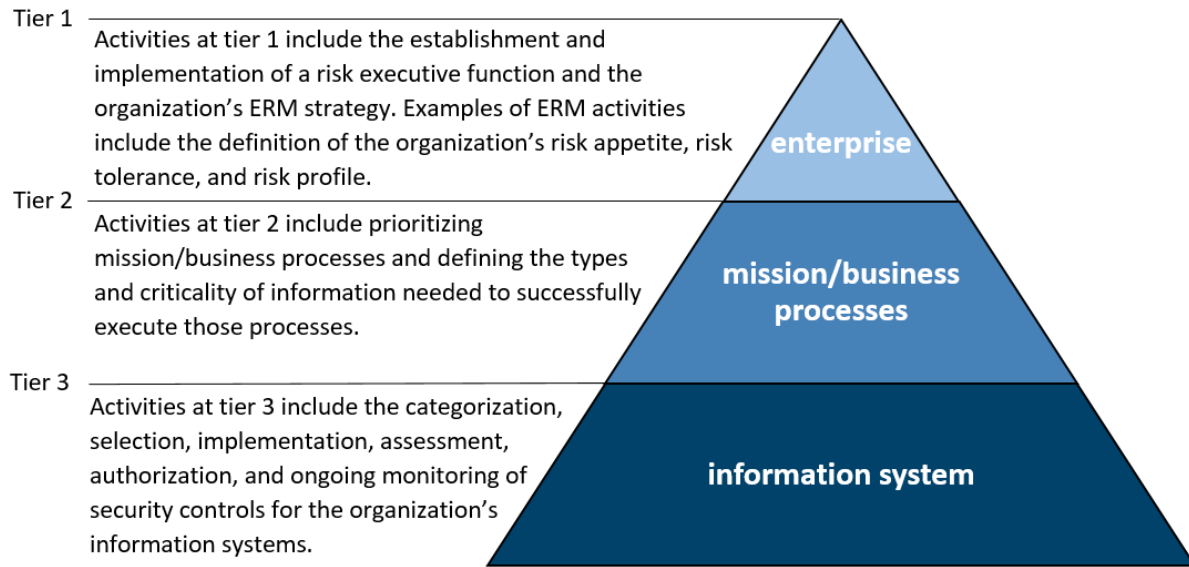 Tier 1
Activities at tier 1 include the establishment and
implementation of a risk executive function and the
organization’s ERM strategy. Examples of ERM activities
include the definition of the organization’s risk appetite, risk
tolerance, and risk profile.
enterprise
Tier 2
Activities at tier 2 include prioritizing
mission/business processes and defining the types
and criticality of information needed to successfully
execute those processes.
mission/business
processes
Tier 3
Activities at tier 3 include the categorization,
selection, implementation, assessment,
authorization, and ongoing monitoring of
security controls for the organization’s
information systems.
information system